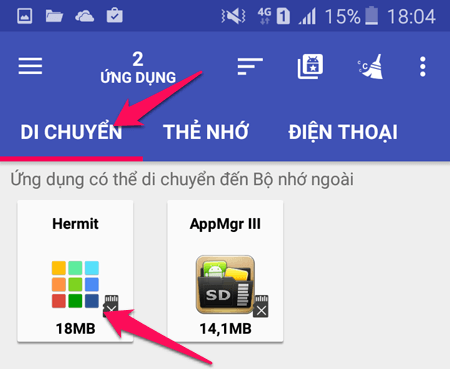 4G 1 15% 18:04
2
ỨNG DỤNG
DI CHUYỂN THẺ NHỚ ĐIỆN THOẠI
Ứng dụng có thể di chuyển đến Bộ nhớ ngoài
Hermit AppMgr III
SD
18MB 14,1MB